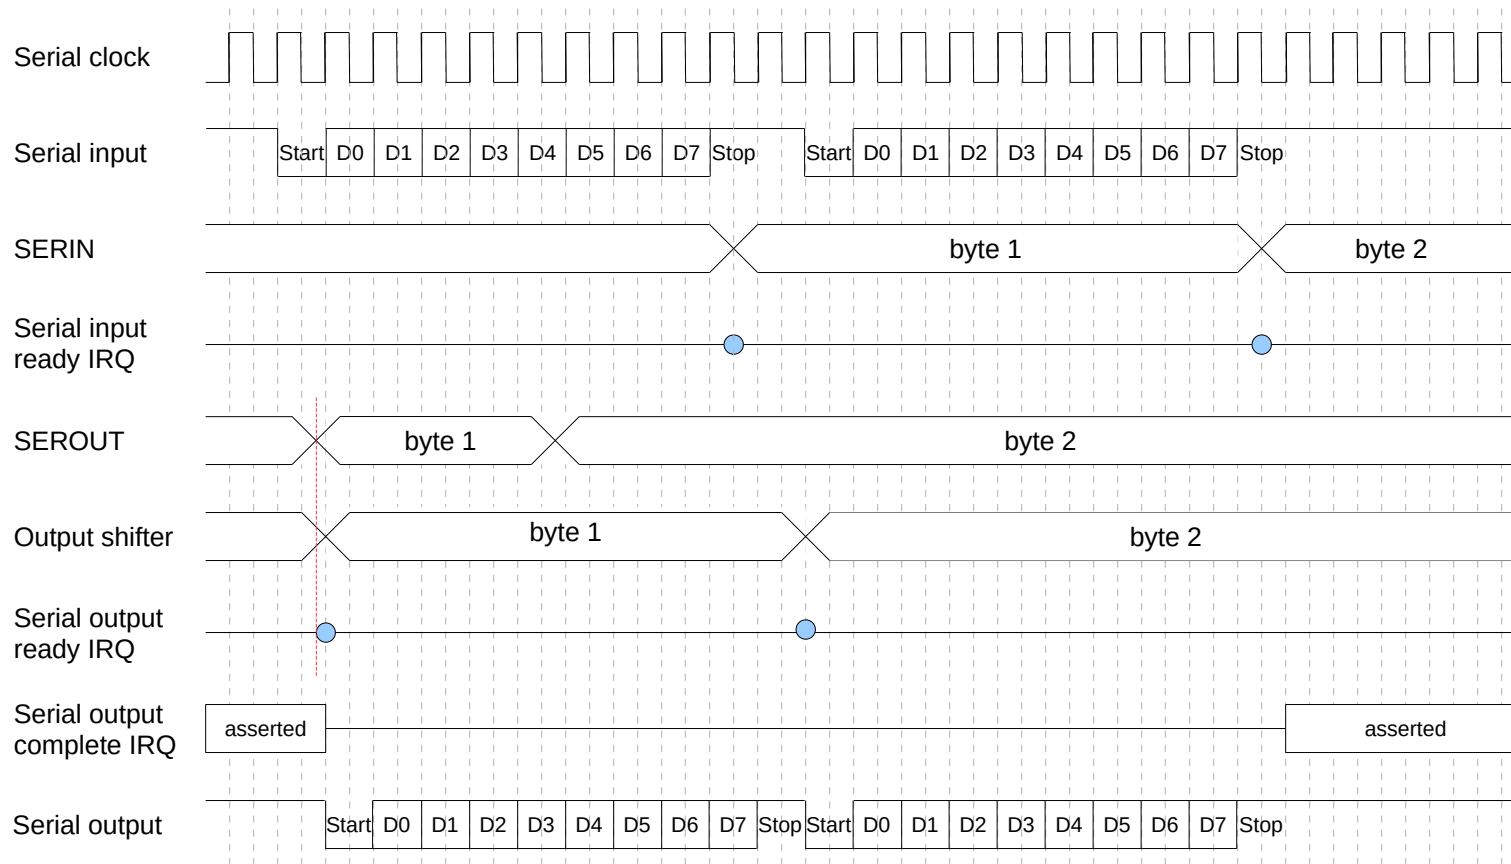 Serial clock
Serial input
Start D0 D1 D2 D3 D4 D5 D6 D7 Stop Start D0 D1 D2 D3 D4 D5 D6 D7 Stop
SERIN
byte 1 byte 2
Serial input
ready IRQ
SEROUT
byte 1 byte 2
Output shifter
byte 1 byte 2
Serial output
ready IRQ
Serial output
complete IRQ
asserted asserted
Serial output
Start D0 D1 D2 D3 D4 D5 D6 D7 Stop Start D0 D1 D2 D3 D4 D5 D6 D7 Stop